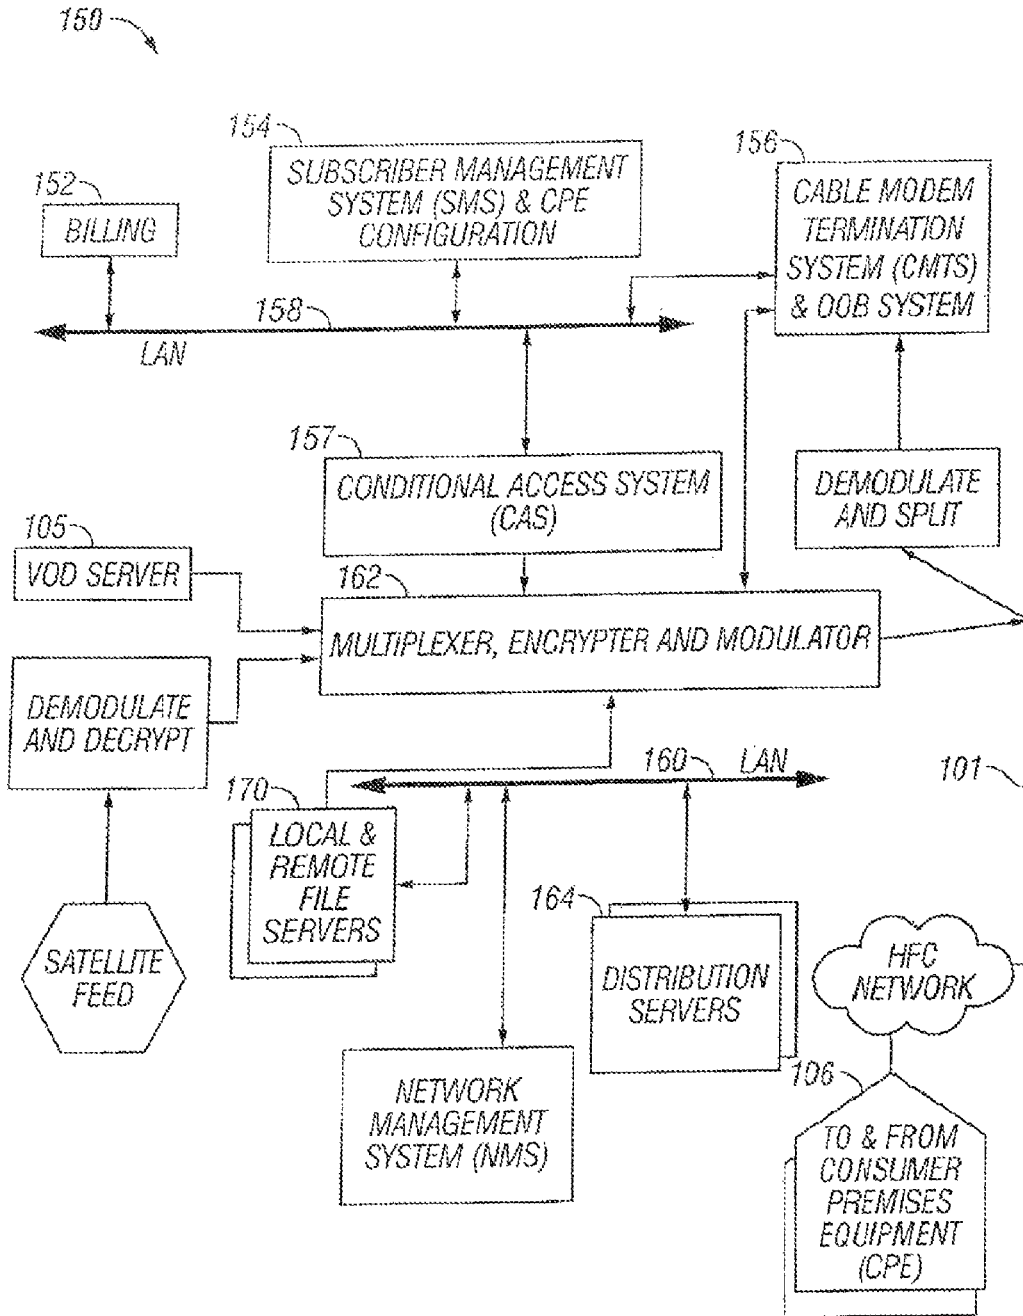 150
154
SUBSCRIBER MANAGEMENT
SYSTEM (SMS) & CPE
CONFIGURATION
156
CABLE MODEM
TERMINATION
SYSTEM (CMTS)
& OOB SYSTEM
152
BILLING
158
LAN
157
CONDITIONAL ACCESS SYSTEM
(CAS)
DEMODULATE
AND SPLIT
105
VOD SERVER
162
MULTIPLEXER, ENCRYPTER AND MODULATOR
DEMODULATE
AND DECRYPT
160
LAN
101
170
LOCAL &
REMOTE
FILE
SERVERS
164
DISTRIBUTION
SERVERS
SATELLITE
FEED
HFC
NETWORK
NETWORK
MANAGEMENT
SYSTEM (NMS)
106
TO & FROM
CONSUMER
PREMISES
EQUIPMENT
(CPE)